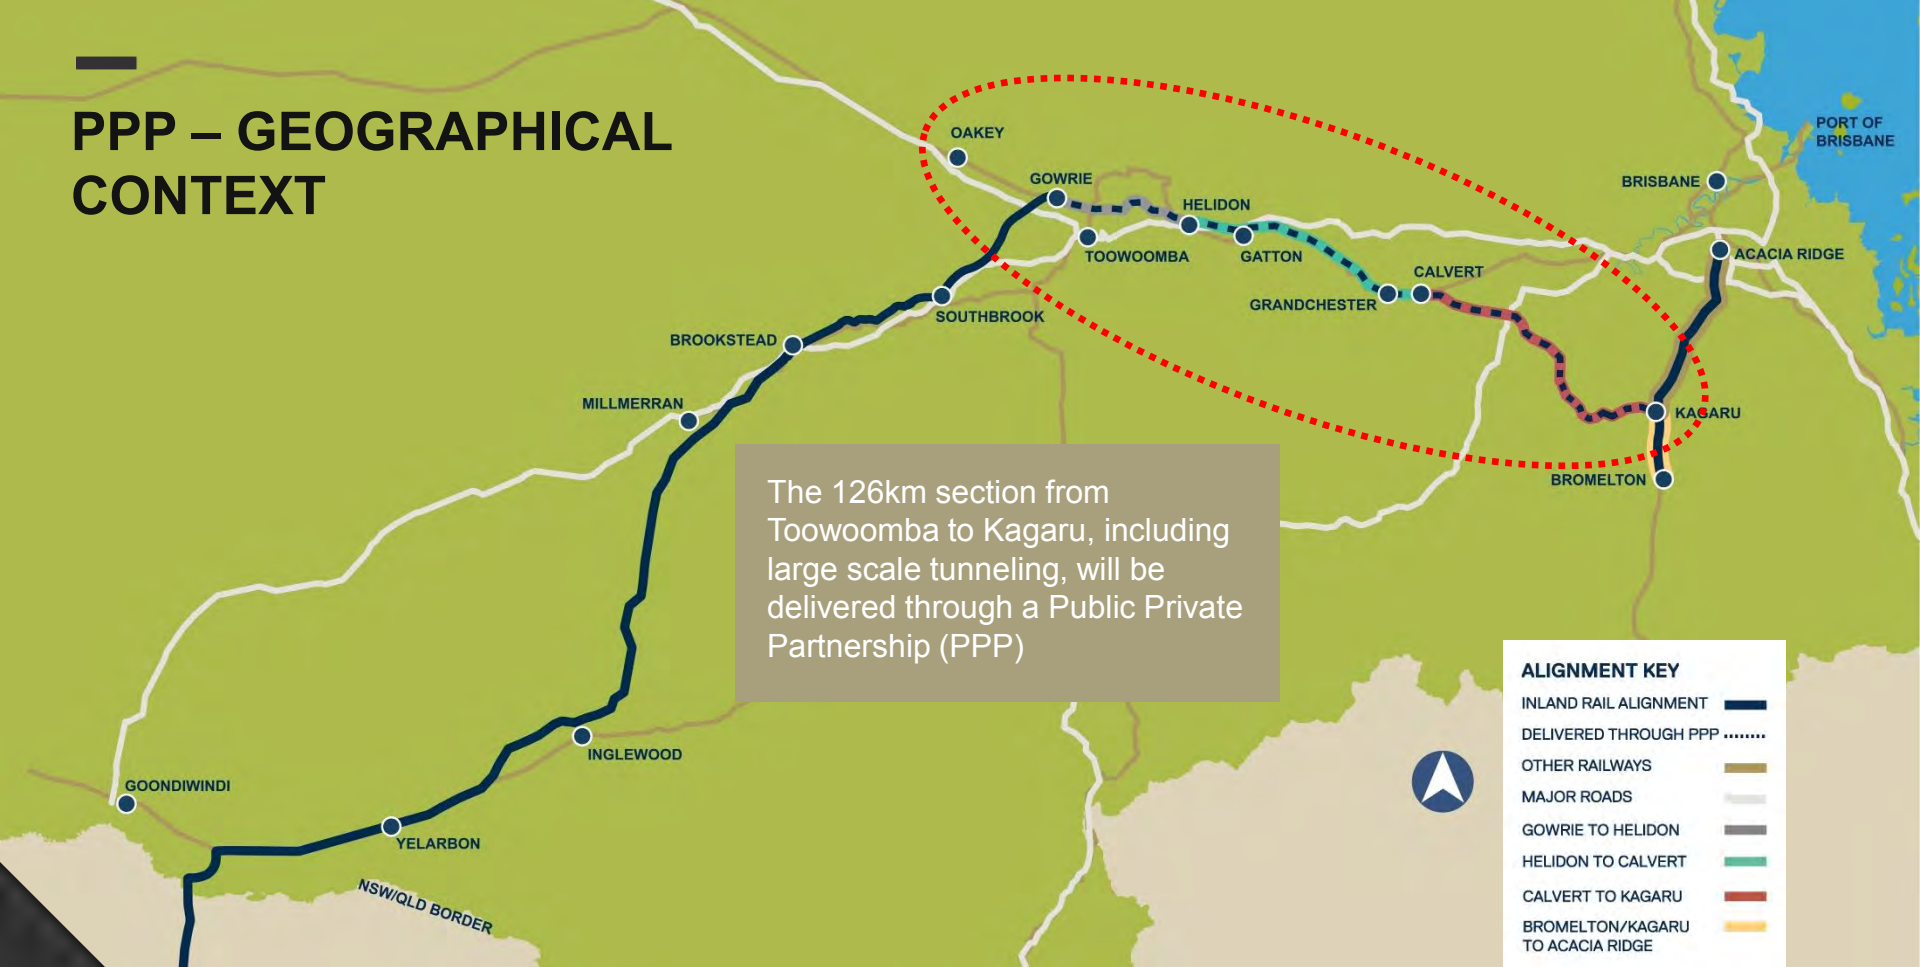 PPP – GEOGRAPHICAL
CONTEXT
OAKEY
GOWRIE
HELIDON
TOOWOOMBA
GATTON
GRANDCHESTER
CALVERT
BRISBANE
PORT OF
BRISBANE
ACACIA RIDGE
SOUTHBROOK
BROOKSTEAD
MILLMERRAN
KAGARU
BROMELTON
The 126km section from
Toowoomba to Kagaru, including
large scale tunneling, will be
delivered through a Public Private
Partnership (PPP)
INGLEWOOD
GOONDIWINDI
YELARBON
NSW/QLD BORDER
ALIGNMENT KEY
INLAND RAIL ALIGNMENT
DELIVERED THROUGH PPP
OTHER RAILWAYS
MAJOR ROADS
GOWRIE TO HELIDON
HELIDON TO CALVERT
CALVERT TO KAGARU
BROMELTON/KAGARU
TO ACACIA RIDGE